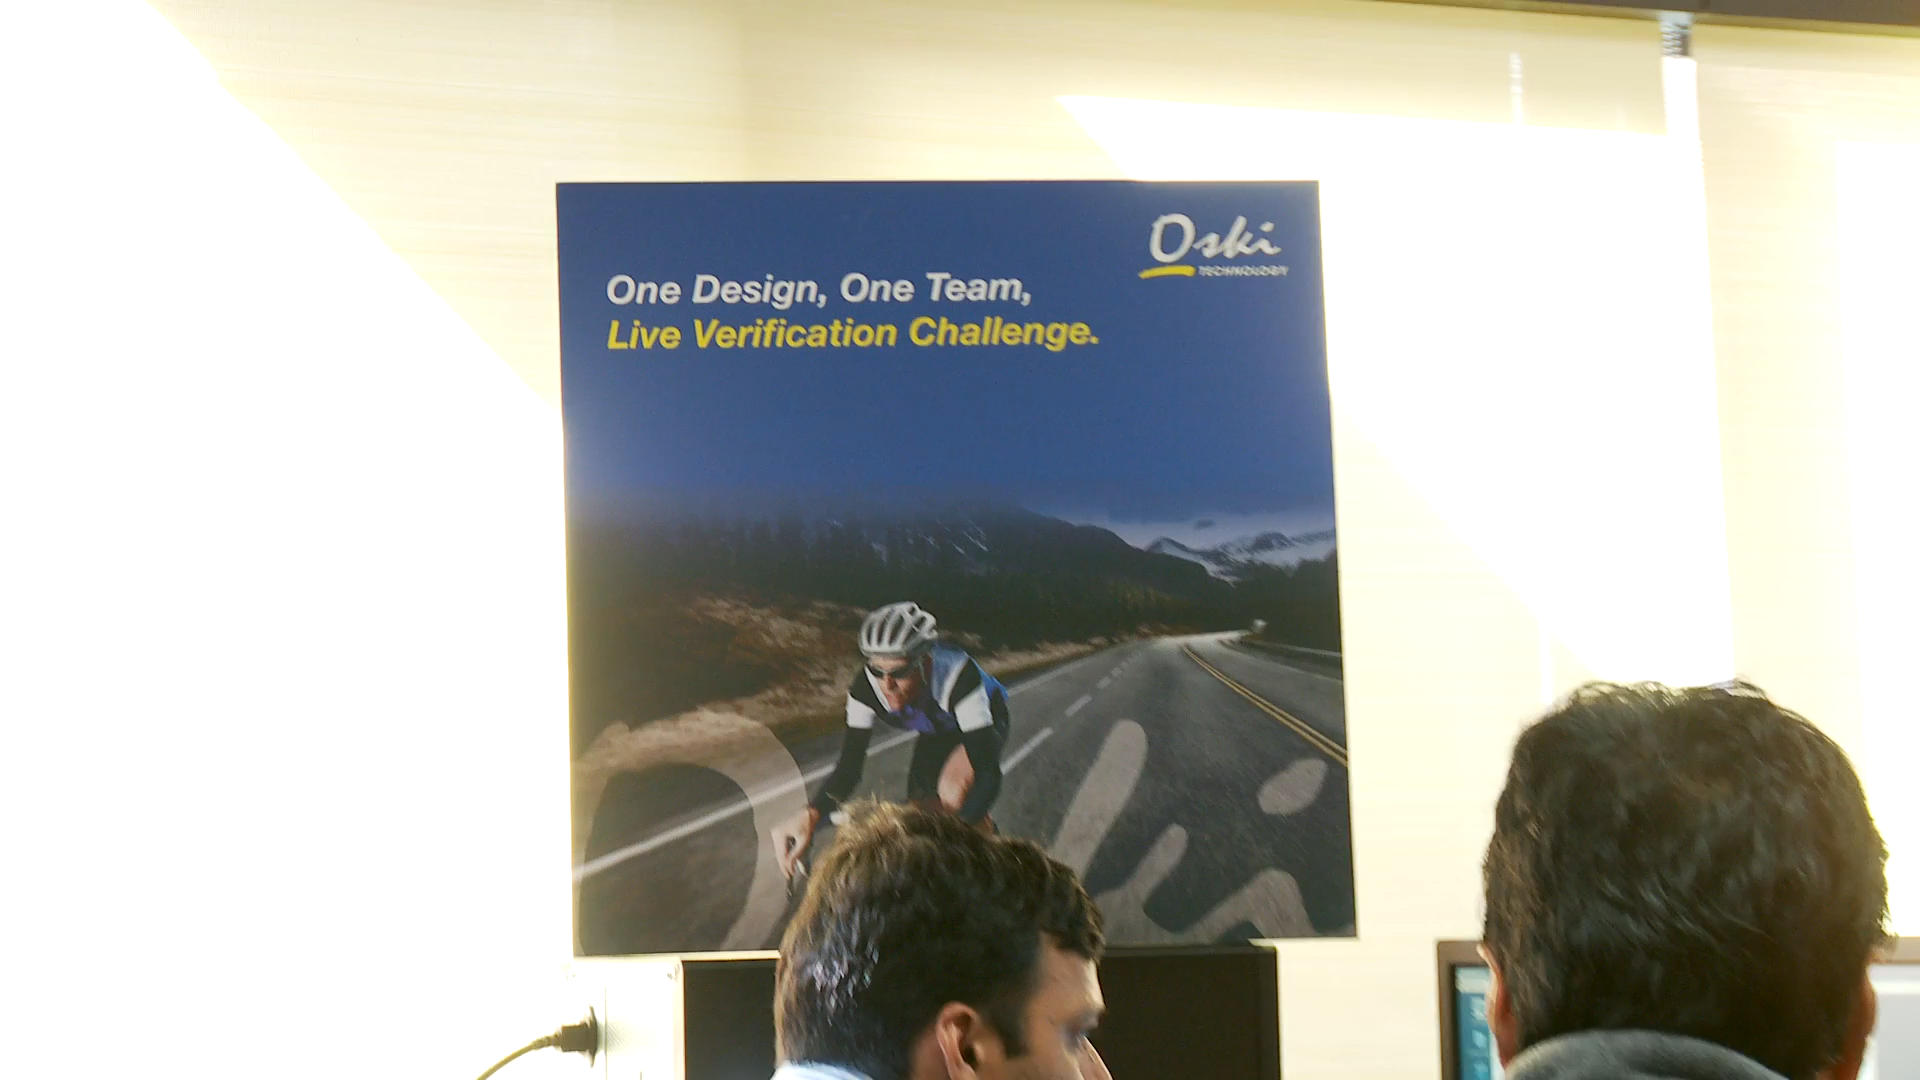 Oski
TECHNOLOGY
One Design, One Team,
Live Verification Challenge.